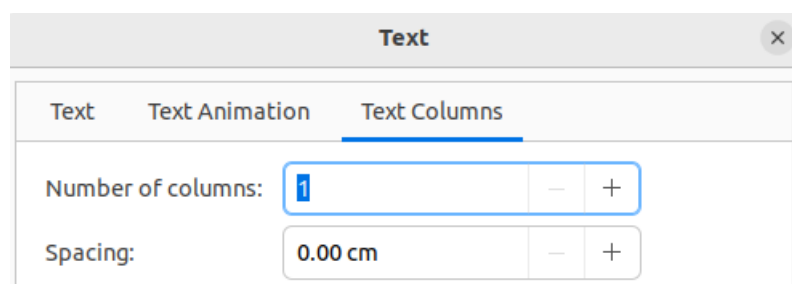 Text
Text Text Animation Text Columns
Number of columns: 1
Spacing: 0.00 cm